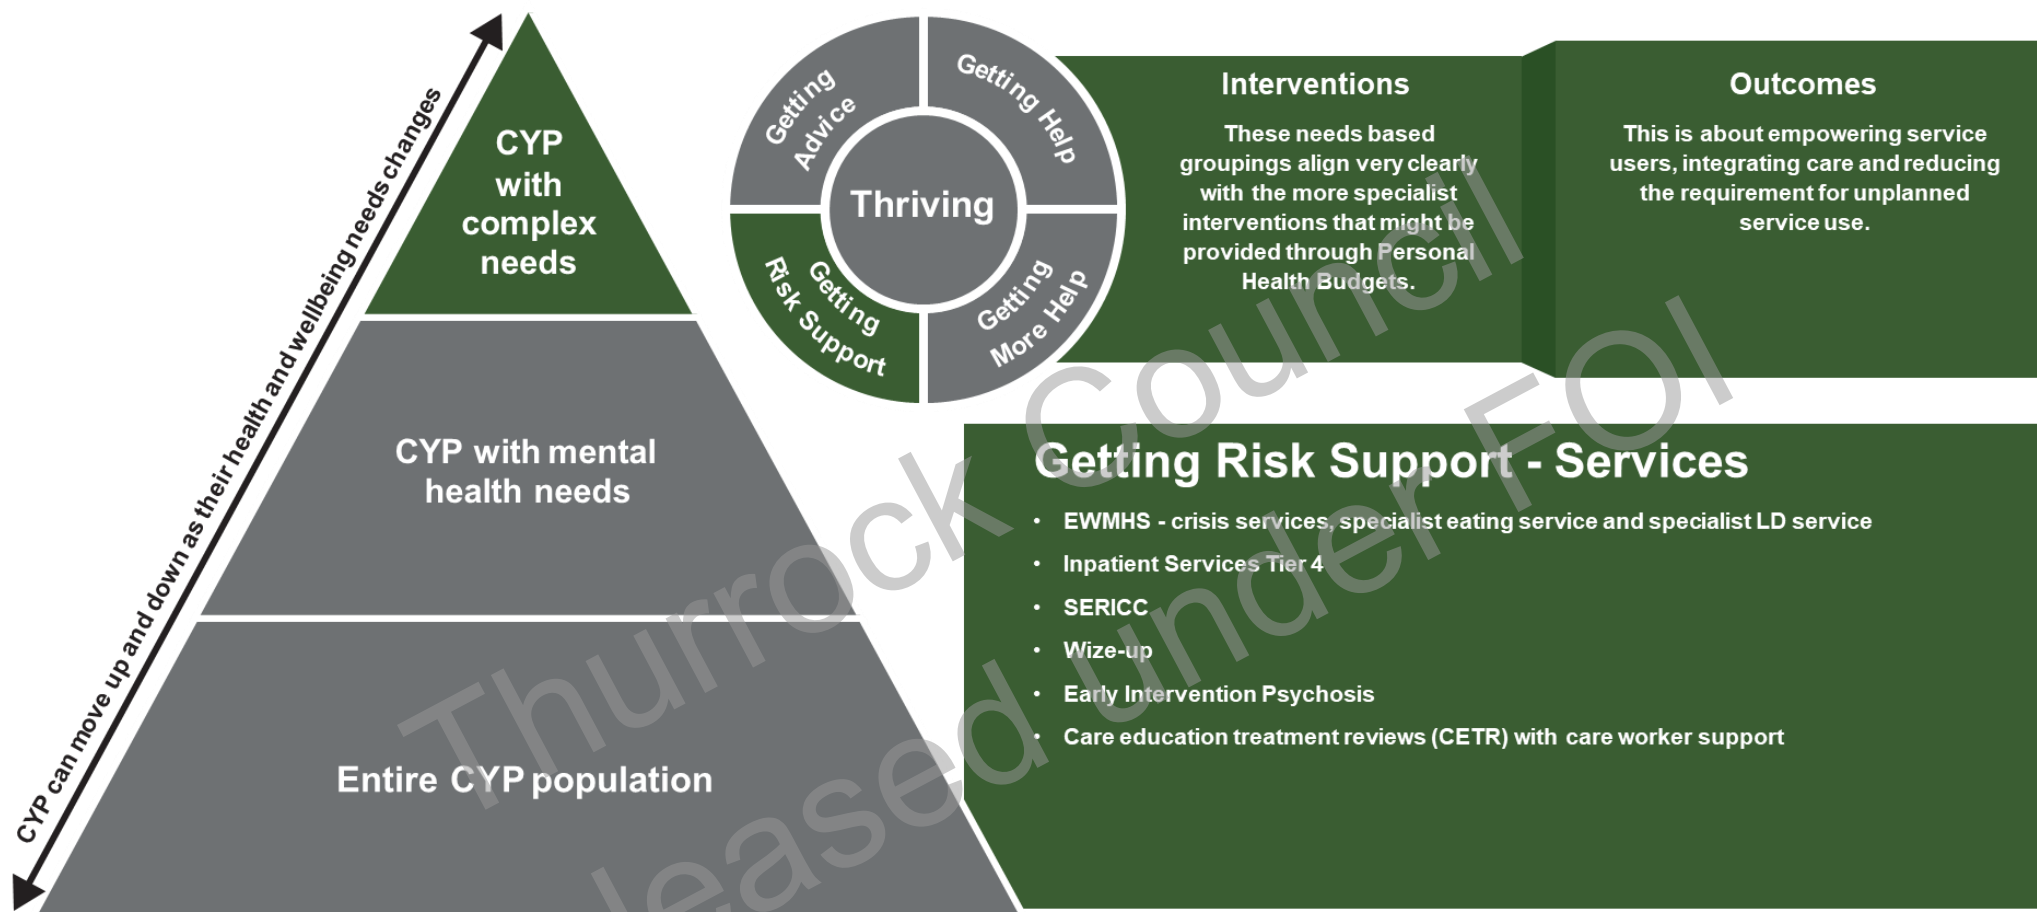 CYP can move up and down as their health and wellbeing needs changes
CYP
with
complex
needs
CYP with mental
health needs
Entire CYP population
Getting
Advice
Getting Help
Thriving
Getting
Risk Support
Getting
More Help
Interventions
These needs based
groupings align very clearly
with the more specialist
interventions that might be
provided through Personal
Health Budgets.
Outcomes
This is about empowering service
users, integrating care and reducing
the requirement for unplanned
service use.
Getting Risk Support - Services
• EWMHS - crisis services, specialist eating service and specialist LD service
• Inpatient Services Tier 4
• SERICC
• Wize-up
• Early Intervention Psychosis
• Care education treatment reviews (CETR) with care worker support
Thurrock Council
leased under FOI